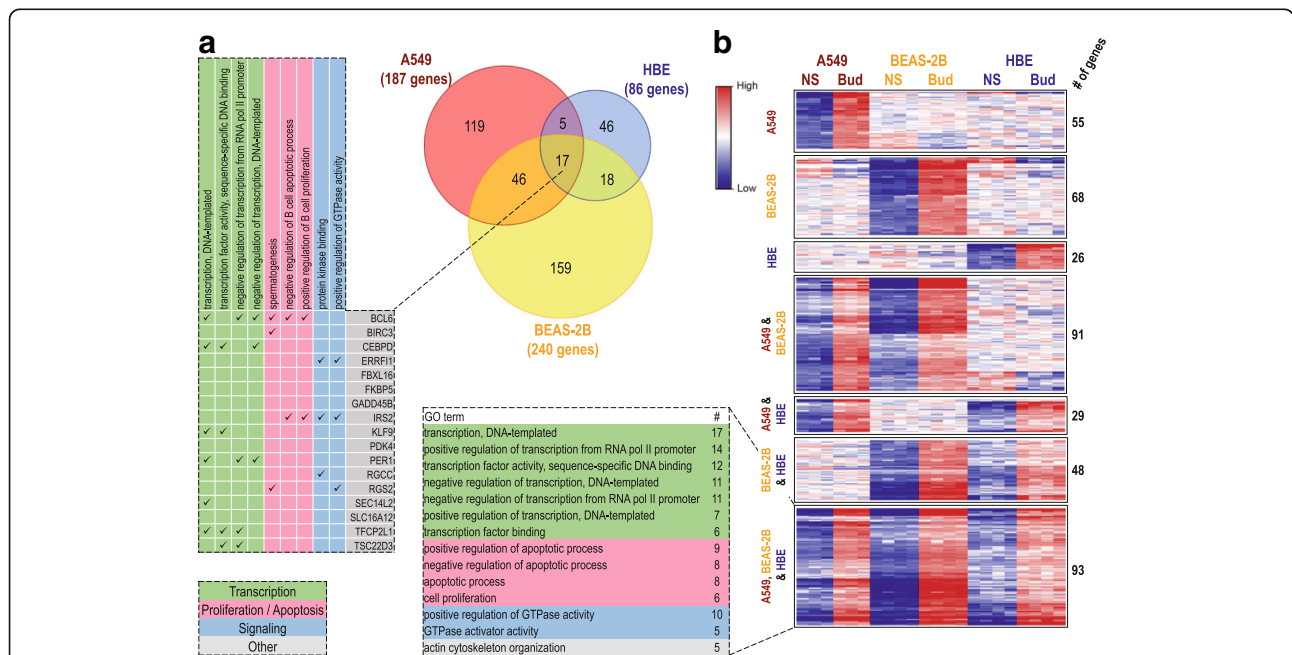 a
transcription, DNA-templated
transcription factor activity, sequence-specific DNA binding
negative regulation of transcription from RNA pol II promoter
negative regulation of transcription, DNA-templated
spermatogenesis
negative regulation of B cell apoptotic process
positive regulation of B cell proliferation
protein kinase binding
positive regulation of GTPase activity
BCL6
BIRC3
CEBPD
ERRFI1
FBXL16
FKBP5
GADD45B
IRS2
KLF9
PDK4
PER1
RGCC
RGS2
SEC14L2
SLC16A12
TFCP2L1
TSC22D3
Transcription
Proliferation / Apoptosis
Signaling
Other
A549
(187 genes)
HBE
(86 genes)
119
5
46
17
46
18
159
BEAS-2B
(240 genes)
GO term #
transcription, DNA-templated 17
positive regulation of transcription from RNA pol II promoter 14
transcription factor activity, sequence-specific DNA binding 12
negative regulation of transcription, DNA-templated 11
negative regulation of transcription from RNA pol II promoter 11
positive regulation of transcription, DNA-templated 7
transcription factor binding 6
positive regulation of apoptotic process 9
negative regulation of apoptotic process 8
apoptotic process 8
cell proliferation 6
positive regulation of GTPase activity 10
GTPase activator activity 5
actin cytoskeleton organization 5
b
High
Low
A549 BEAS-2B HBE
NS Bud NS Bud NS Bud
# of genes
A549
55
BEAS-2B
68
HBE
26
A549 &
BEAS-2B
91
A549 &
HBE
29
BEAS-2B
& HBE
48
A549, BEAS-2B
& HBE
93